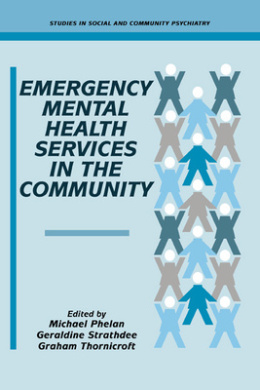 STUDIES IN SOCIAL AND COMMUNITY PSYCHIATRY
EMERGENCY
MENTAL
HEALTH
SERVICES
IN THE
COMMUNITY
Edited by
Michael Phelan
Geraldine Strathdee
Graham Thornicroft